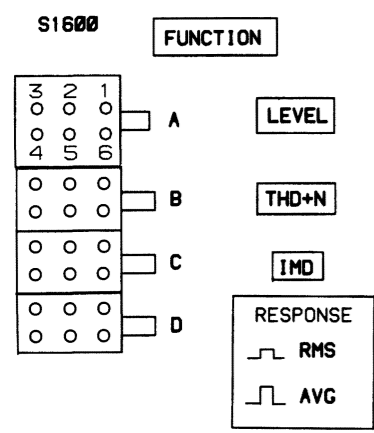 S1600
FUNCTION
3 2 1
4 5 6
A
LEVEL
B
THD+N
C
IMD
D
RESPONSE
RMS
AVG